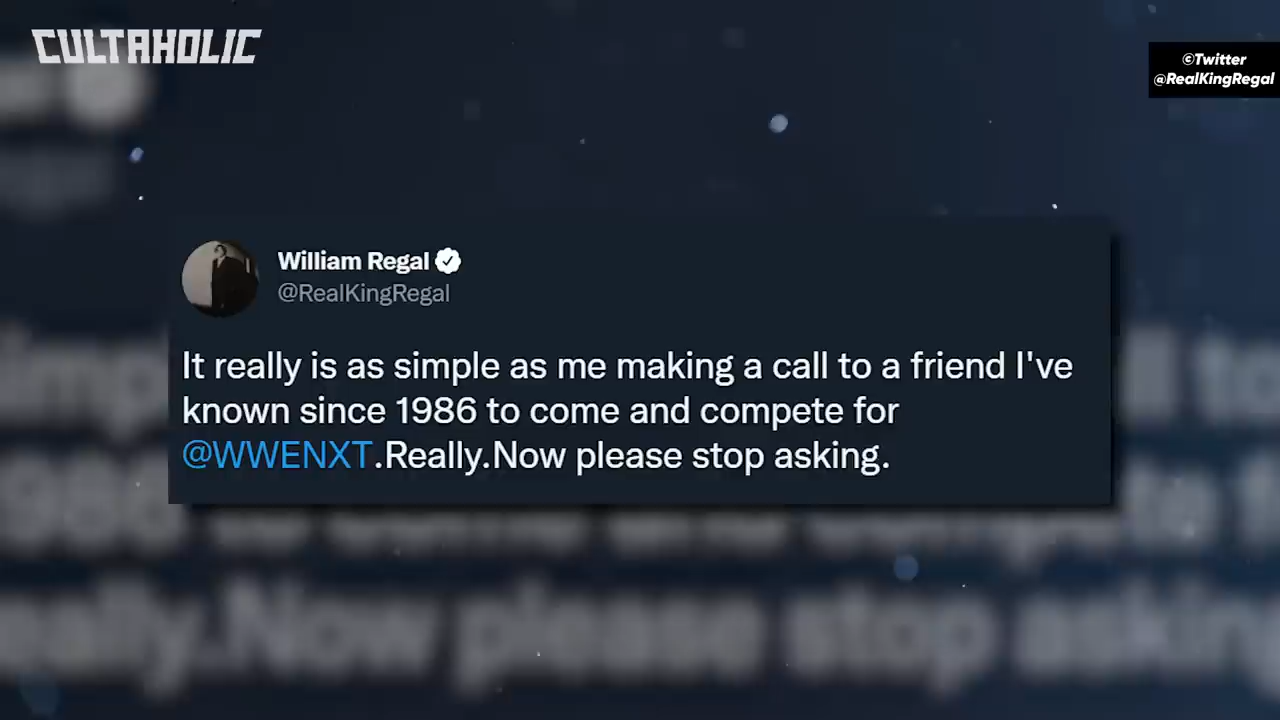 CULTAHOLIC
©Twitter
@RealKingRegal
William Regal
@RealKingRegal
It really is as simple as me making a call to a friend I've
known since 1986 to come and compete for
@WWENXT.Really.Now please stop asking.